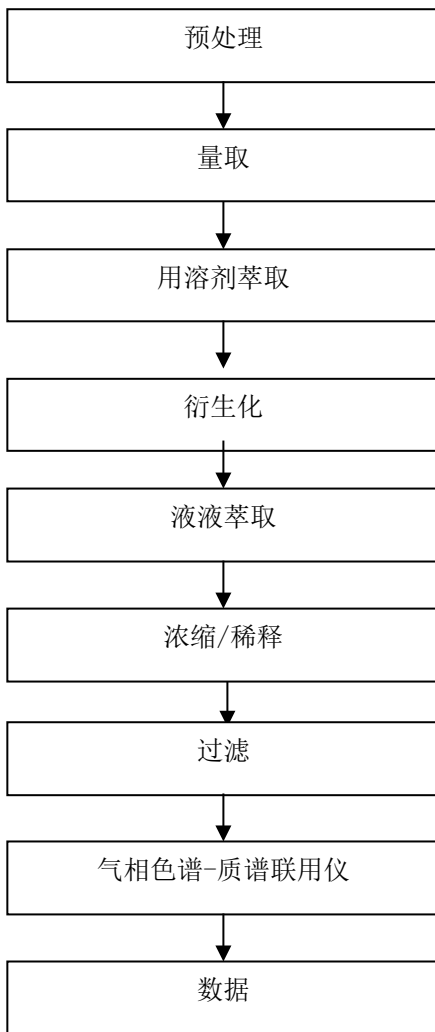 预处理
量取
用溶剂萃取
衍生化
液液萃取
浓缩/稀释
过滤
气相色谱-质谱联用仪
数据